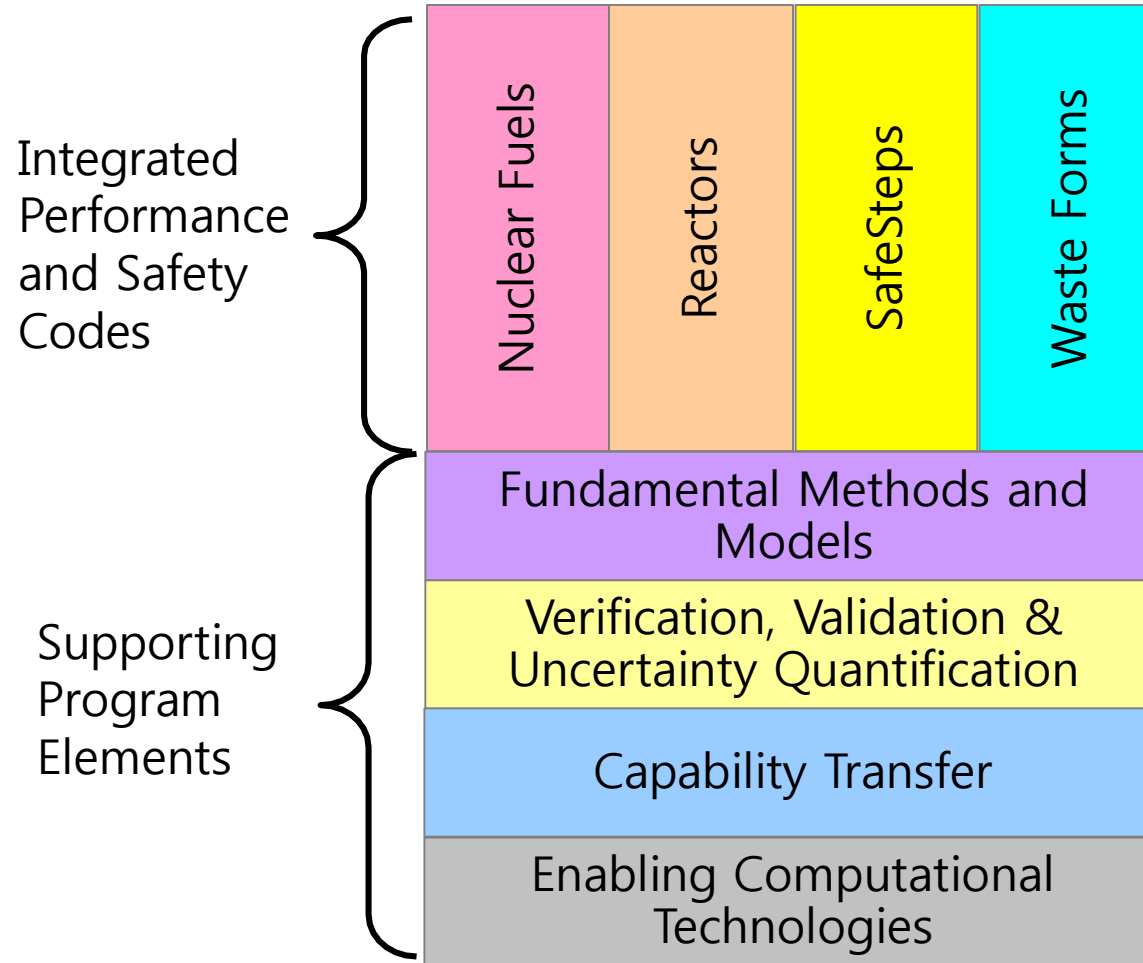 Integrated
Performance
and Safety
Codes
Nuclear Fuels
Reactors
SafeSteps
Waste Forms
Supporting
Program
Elements
Fundamental Methods and
Models
Verification, Validation &
Uncertainty Quantification
Capability Transfer
Enabling Computational
Technologies